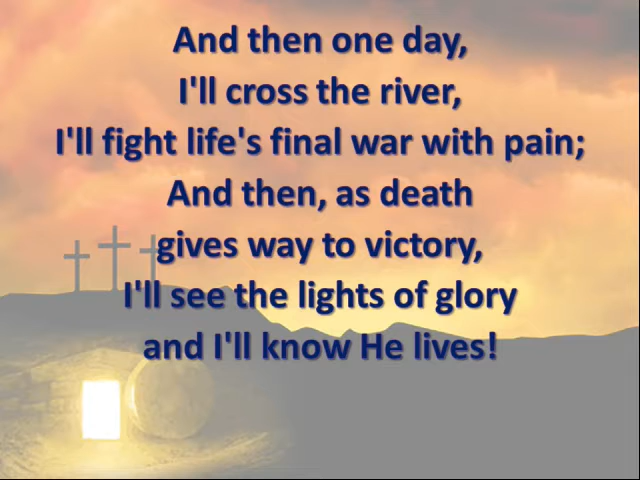 And then one day,
I'll cross the river,
I'll fight life's final war with pain;
And then, as death
gives way to victory,
I'll see the lights of glory
and I'll know He lives!